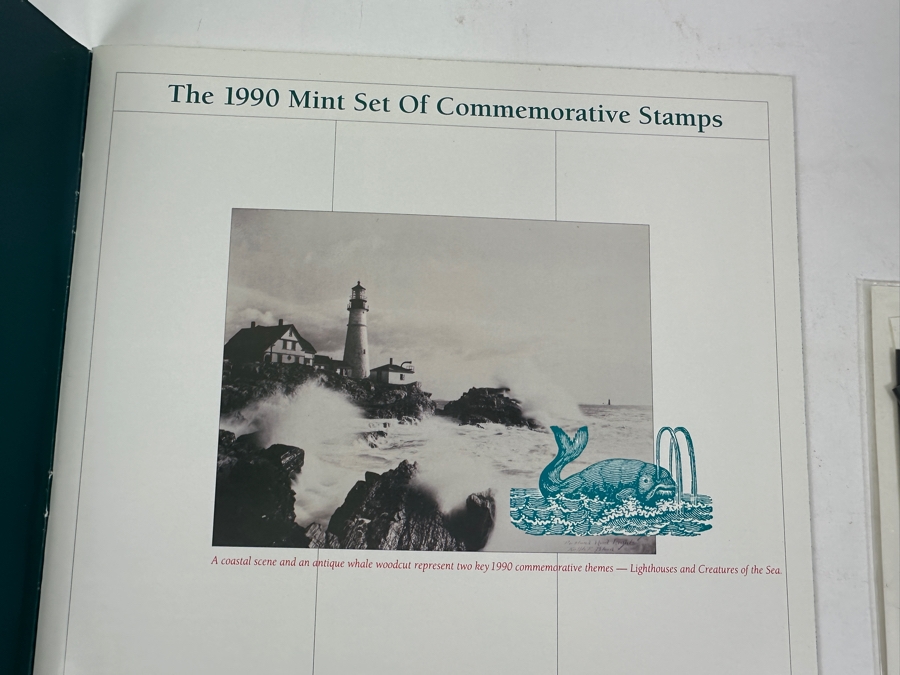 The 1990 Mint Set Of Commemorative Stamps
A coastal scene and an antique whale woodcut represent two key 1990 commemorative themes — Lighthouses and Creatures of the Sea.